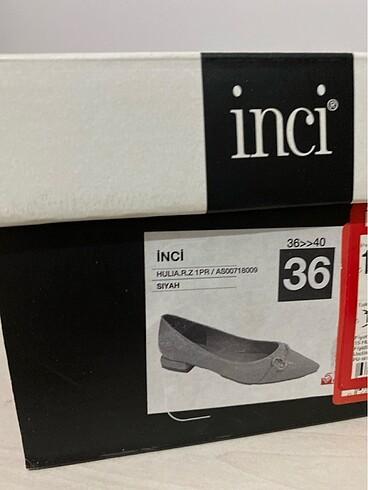 inci®
36>>40
İNCİ
HULIA.R.Z 1PR / AS00718009
SIYAH
36